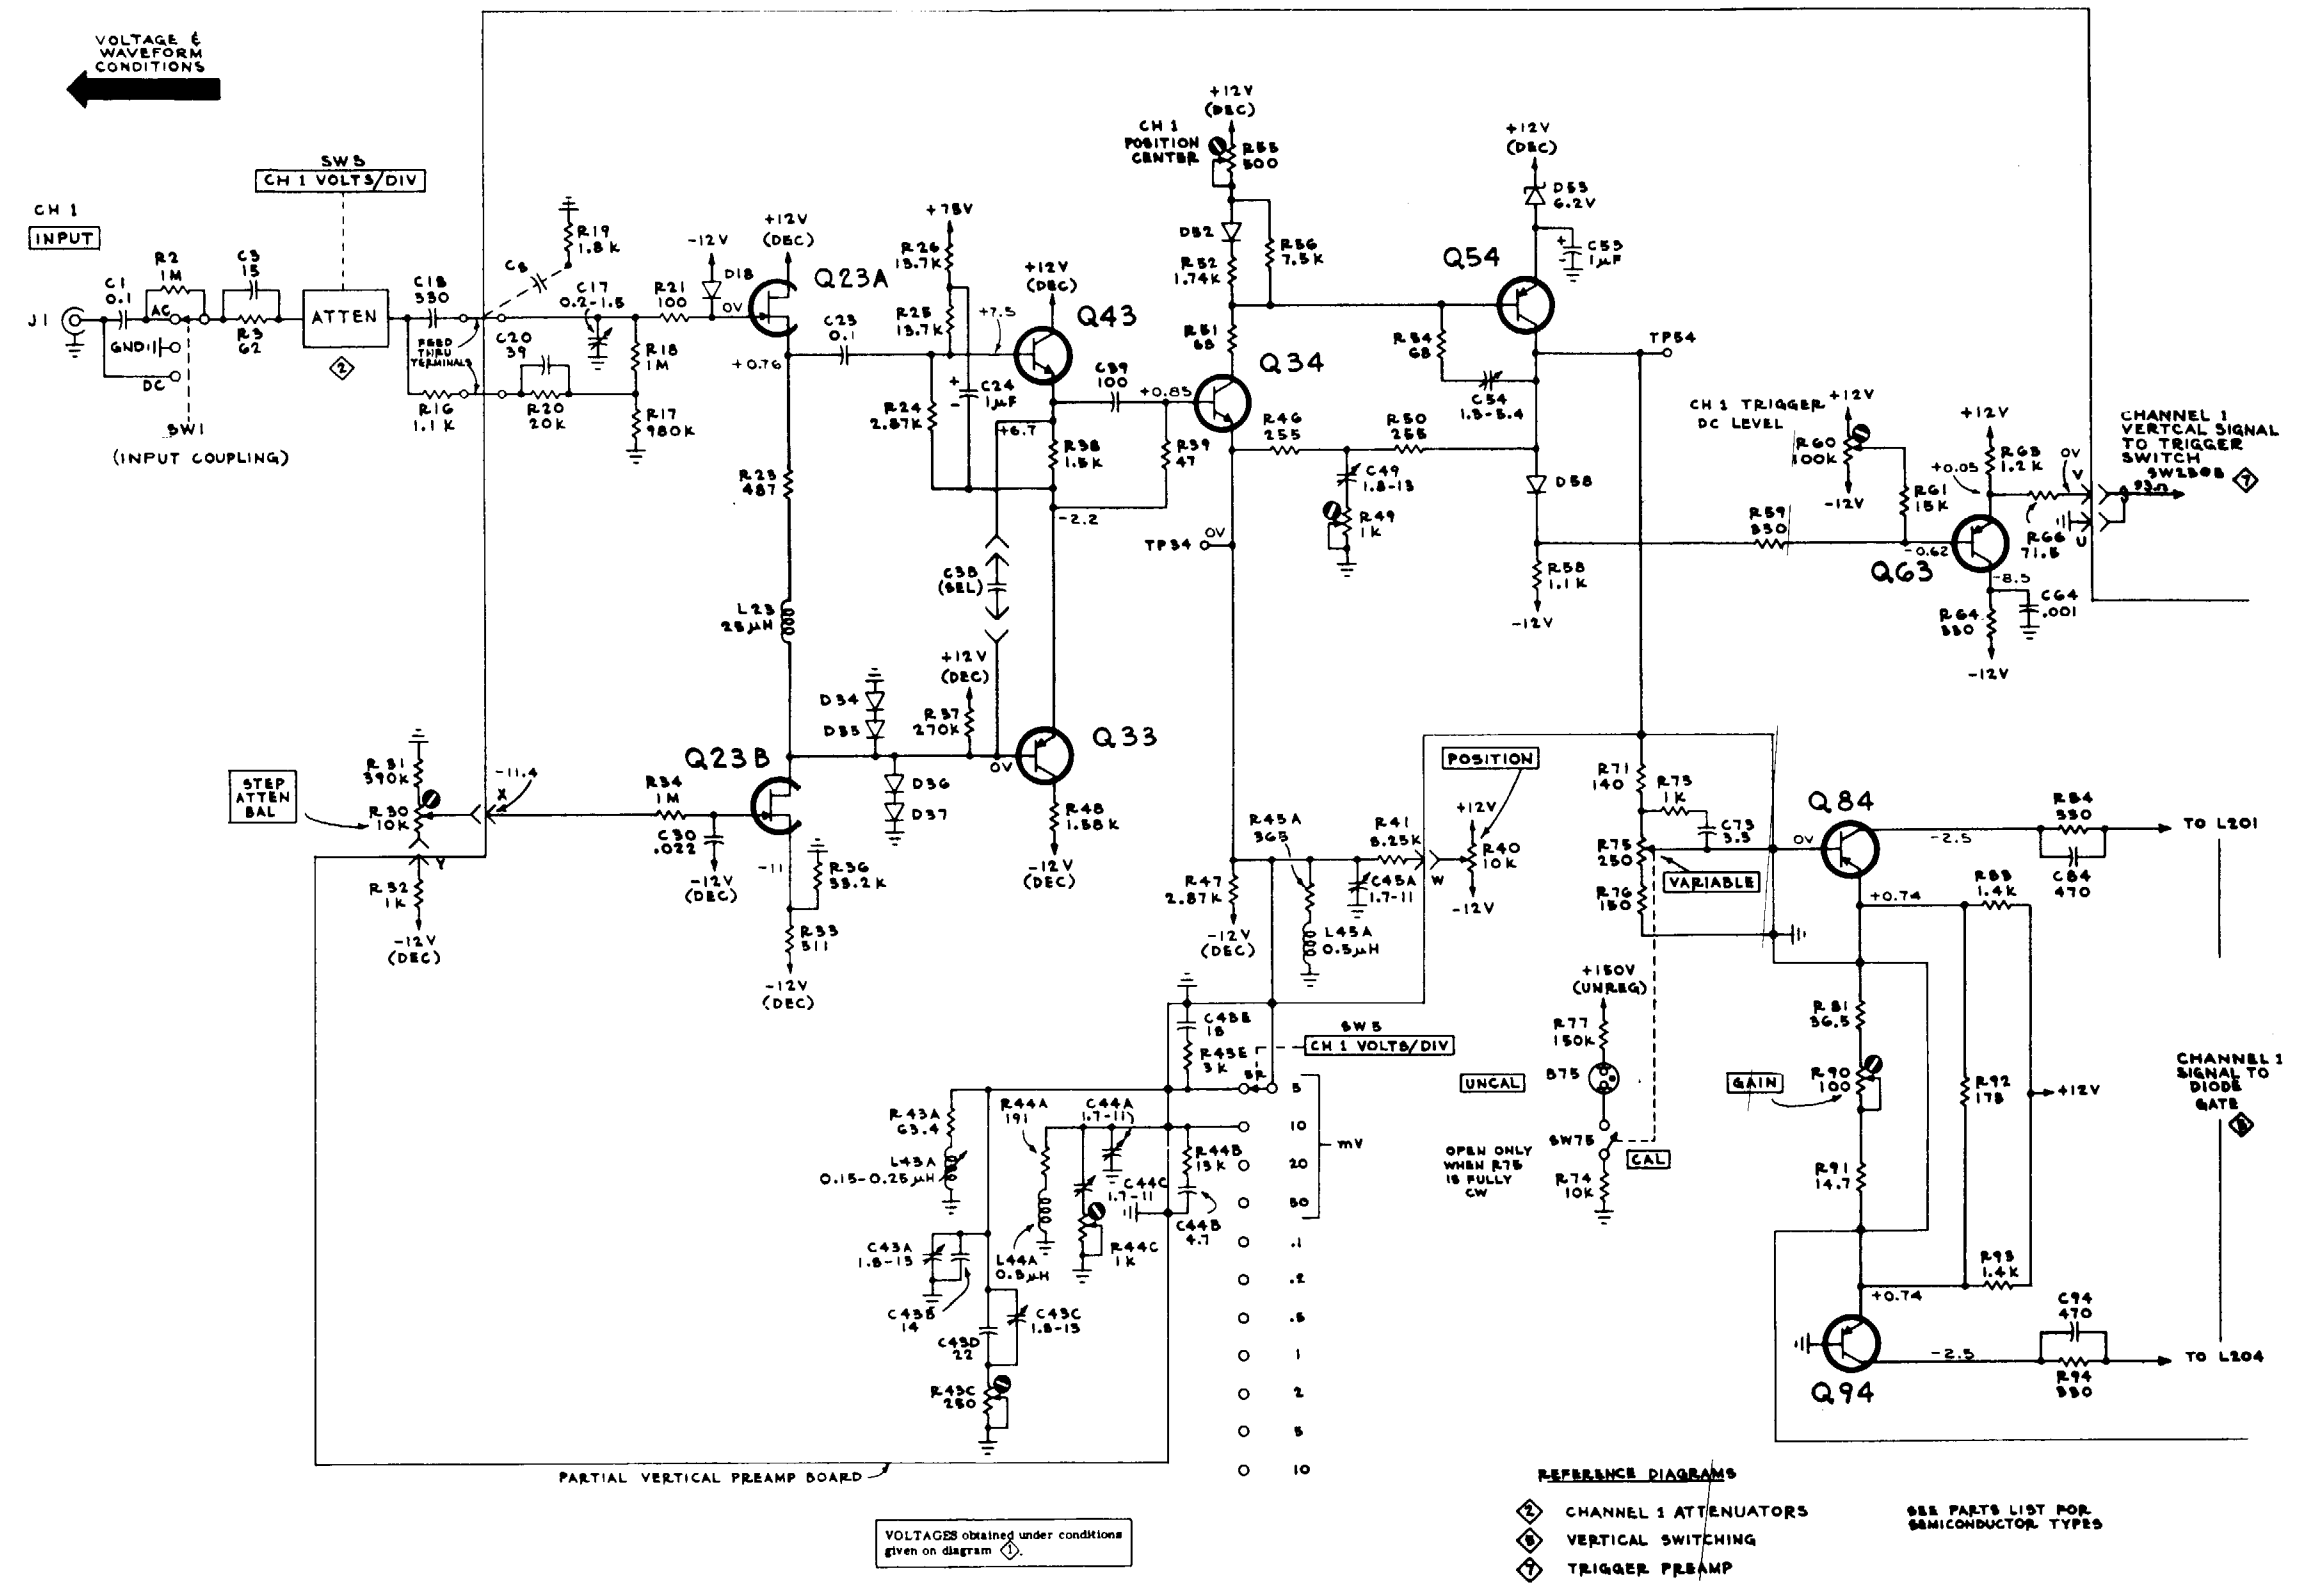 VOLTAGE &
WAVEFORM
CONDITIONS
SW5
CH 1 VOLTS/DIV
CH 1
INPUT
J1
C1
0.1
R2
1M
AC
GND
DC
SW1
(INPUT COUPLING)
C3
15
R3
62
ATTEN
2
C18
330
FEED
THRU
TERMINALS
R16
1.1 K
C8
R19
1.8 K
C20
39
R20
20K
C17
0.2-1.5
R21
100
R18
1M
R17
980K
-12V
D18
0V
+12V
(DEC)
Q23A
+0.76
C23
0.1
+75V
R26
13.7K
R25
13.7K
R24
2.87K
C24
1µF
+7.5
+12V
(DEC)
Q43
+6.7
R38
1.5K
C39
100
+0.85
R39
47
-2.2
C38
(SEL)
R23
487
L23
25µH
D34
D35
D36
D37
+12V
(DEC)
R37
270K
0V
Q33
R48
1.58K
-12V
(DEC)
STEP
ATTEN
BAL
R31
390K
R30
10K
-11.4
X
Y
R32
1K
-12V
(DEC)
Q23B
R34
1M
C30
.022
-12V
(DEC)
-11
R36
33.2K
R33
511
-12V
(DEC)
+12V
(DEC)
CH 1
POSITION
CENTER
R55
500
D52
R52
1.74K
R56
7.5K
R51
68
Q34
+12V
(DEC)
D53
6.2V
C53
1µF
Q54
R54
68
C54
1.3-5.4
TP54
R46
255
R50
255
C49
1.8-13
R49
1K
D58
R58
1.1K
-12V
TP34
0V
CH 1 TRIGGER
DC LEVEL
+12V
R60
100K
-12V
R61
15K
R59
330
-0.62
Q63
+12V
R63
1.2K
+0.05
0V
V
U
R66
71.5
-8.5
C64
.001
R64
330
-12V
CHANNEL 1
VERTCAL SIGNAL
TO TRIGGER
SWITCH
SW230B
93Ω
7
R47
2.87K
-12V
(DEC)
R45A
365
L45A
0.5µH
C45A
1.7-11
R41
8.25K
W
POSITION
+12V
R40
10K
-12V
C43E
18
R43E
3K
SW5
CH 1 VOLTS/DIV
5R
5
10
20
50
mV
.1
.2
.5
1
2
5
10
R43A
63.4
L43A
0.15-0.25µH
C43A
1.8-13
C43B
14
C43D
22
C43C
1.8-13
R43C
250
R44A
191
L44A
0.5µH
C44A
1.7-11
C44C
1.7-11
R44C
1K
R44B
13K
C44B
4.7
R71
140
R73
1K
C73
3.3
R75
250
VARIABLE
R76
150
+150V
(UNREG)
R77
150K
B75
UNCAL
SW75
CAL
OPEN ONLY
WHEN R75
IS FULLY
CW
R74
10K
Q84
0V
-2.5
R84
330
C84
470
TO L201
+0.74
R83
1.4K
R81
36.5
R90
100
GAIN
R91
14.7
R92
178
+12V
R93
1.4K
+0.74
Q94
-2.5
C94
470
R94
330
TO L204
CHANNEL 1
SIGNAL TO
DIODE
GATE
PARTIAL VERTICAL PREAMP BOARD
VOLTAGES obtained under conditions
given on diagram 1.
REFERENCE DIAGRAMS
2 CHANNEL 1 ATTENUATORS
VERTICAL SWITCHING
7 TRIGGER PREAMP
SEE PARTS LIST FOR
SEMICONDUCTOR TYPES